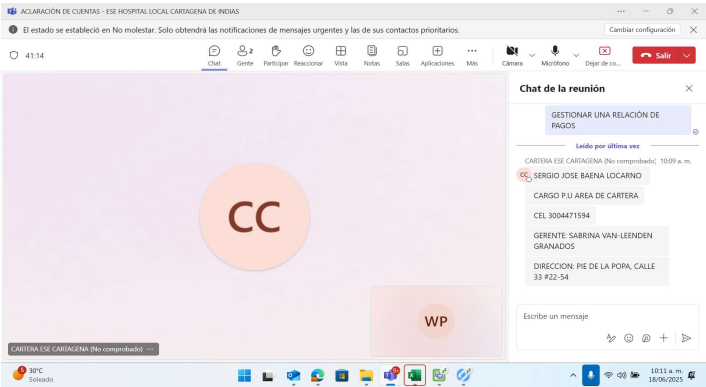 ACLARACIÓN DE CUENTAS - ESE HOSPITAL LOCAL CARTAGENA DE INDIAS
El estado se estableció en No molestar. Solo obtendrá las notificaciones de mensajes urgentes y las de sus contactos prioritarios.
Cambiar configuración
41:14
Chat
2
Gente
Participar
Reaccionar
Vista
Notas
Salas
Aplicaciones
Más
Cámara
Micrófono
Dejar de co...
Salir
CC
WP
CARTERA ESE CARTAGENA (No comprobado) ···
Chat de la reunión
GESTIONAR UNA RELACIÓN DE
PAGOS
Leído por última vez
CARTERA ESE CARTAGENA (No comprobado) 10:09 a. m.
CC
SERGIO JOSE BAENA LOCARNO
CARGO P.U AREA DE CARTERA
CEL 3004471594
GERENTE: SABRINA VAN-LEENDEN
GRANADOS
DIRECCION: PIE DE LA POPA, CALLE
33 #22-54
Escribe un mensaje
5
30°C
Soleado
9+
10:11 a. m.
18/06/2025